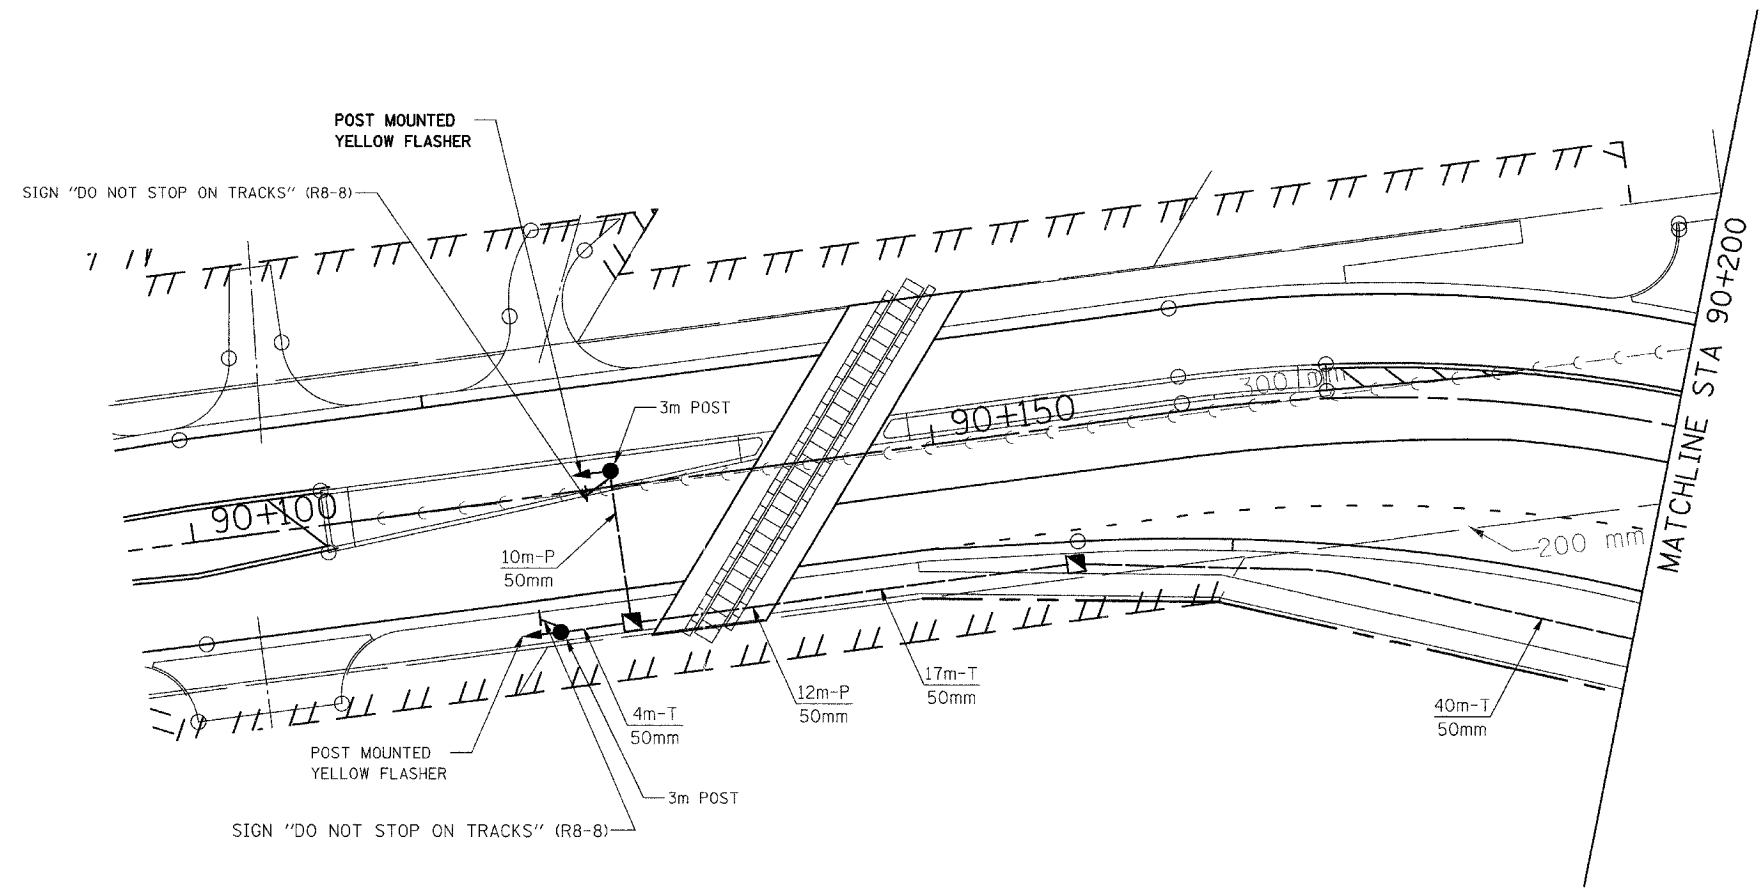 POST MOUNTED
YELLOW FLASHER
SIGN "DO NOT STOP ON TRACKS" (R8-8)
3m POST
90+150
300 mm
90+100
10m-P
50mm
200 mm
MATCHLINE STA 90+200
12m-P
50mm
17m-T
50mm
4m-T
50mm
40m-T
50mm
POST MOUNTED
YELLOW FLASHER
3m POST
SIGN "DO NOT STOP ON TRACKS" (R8-8)